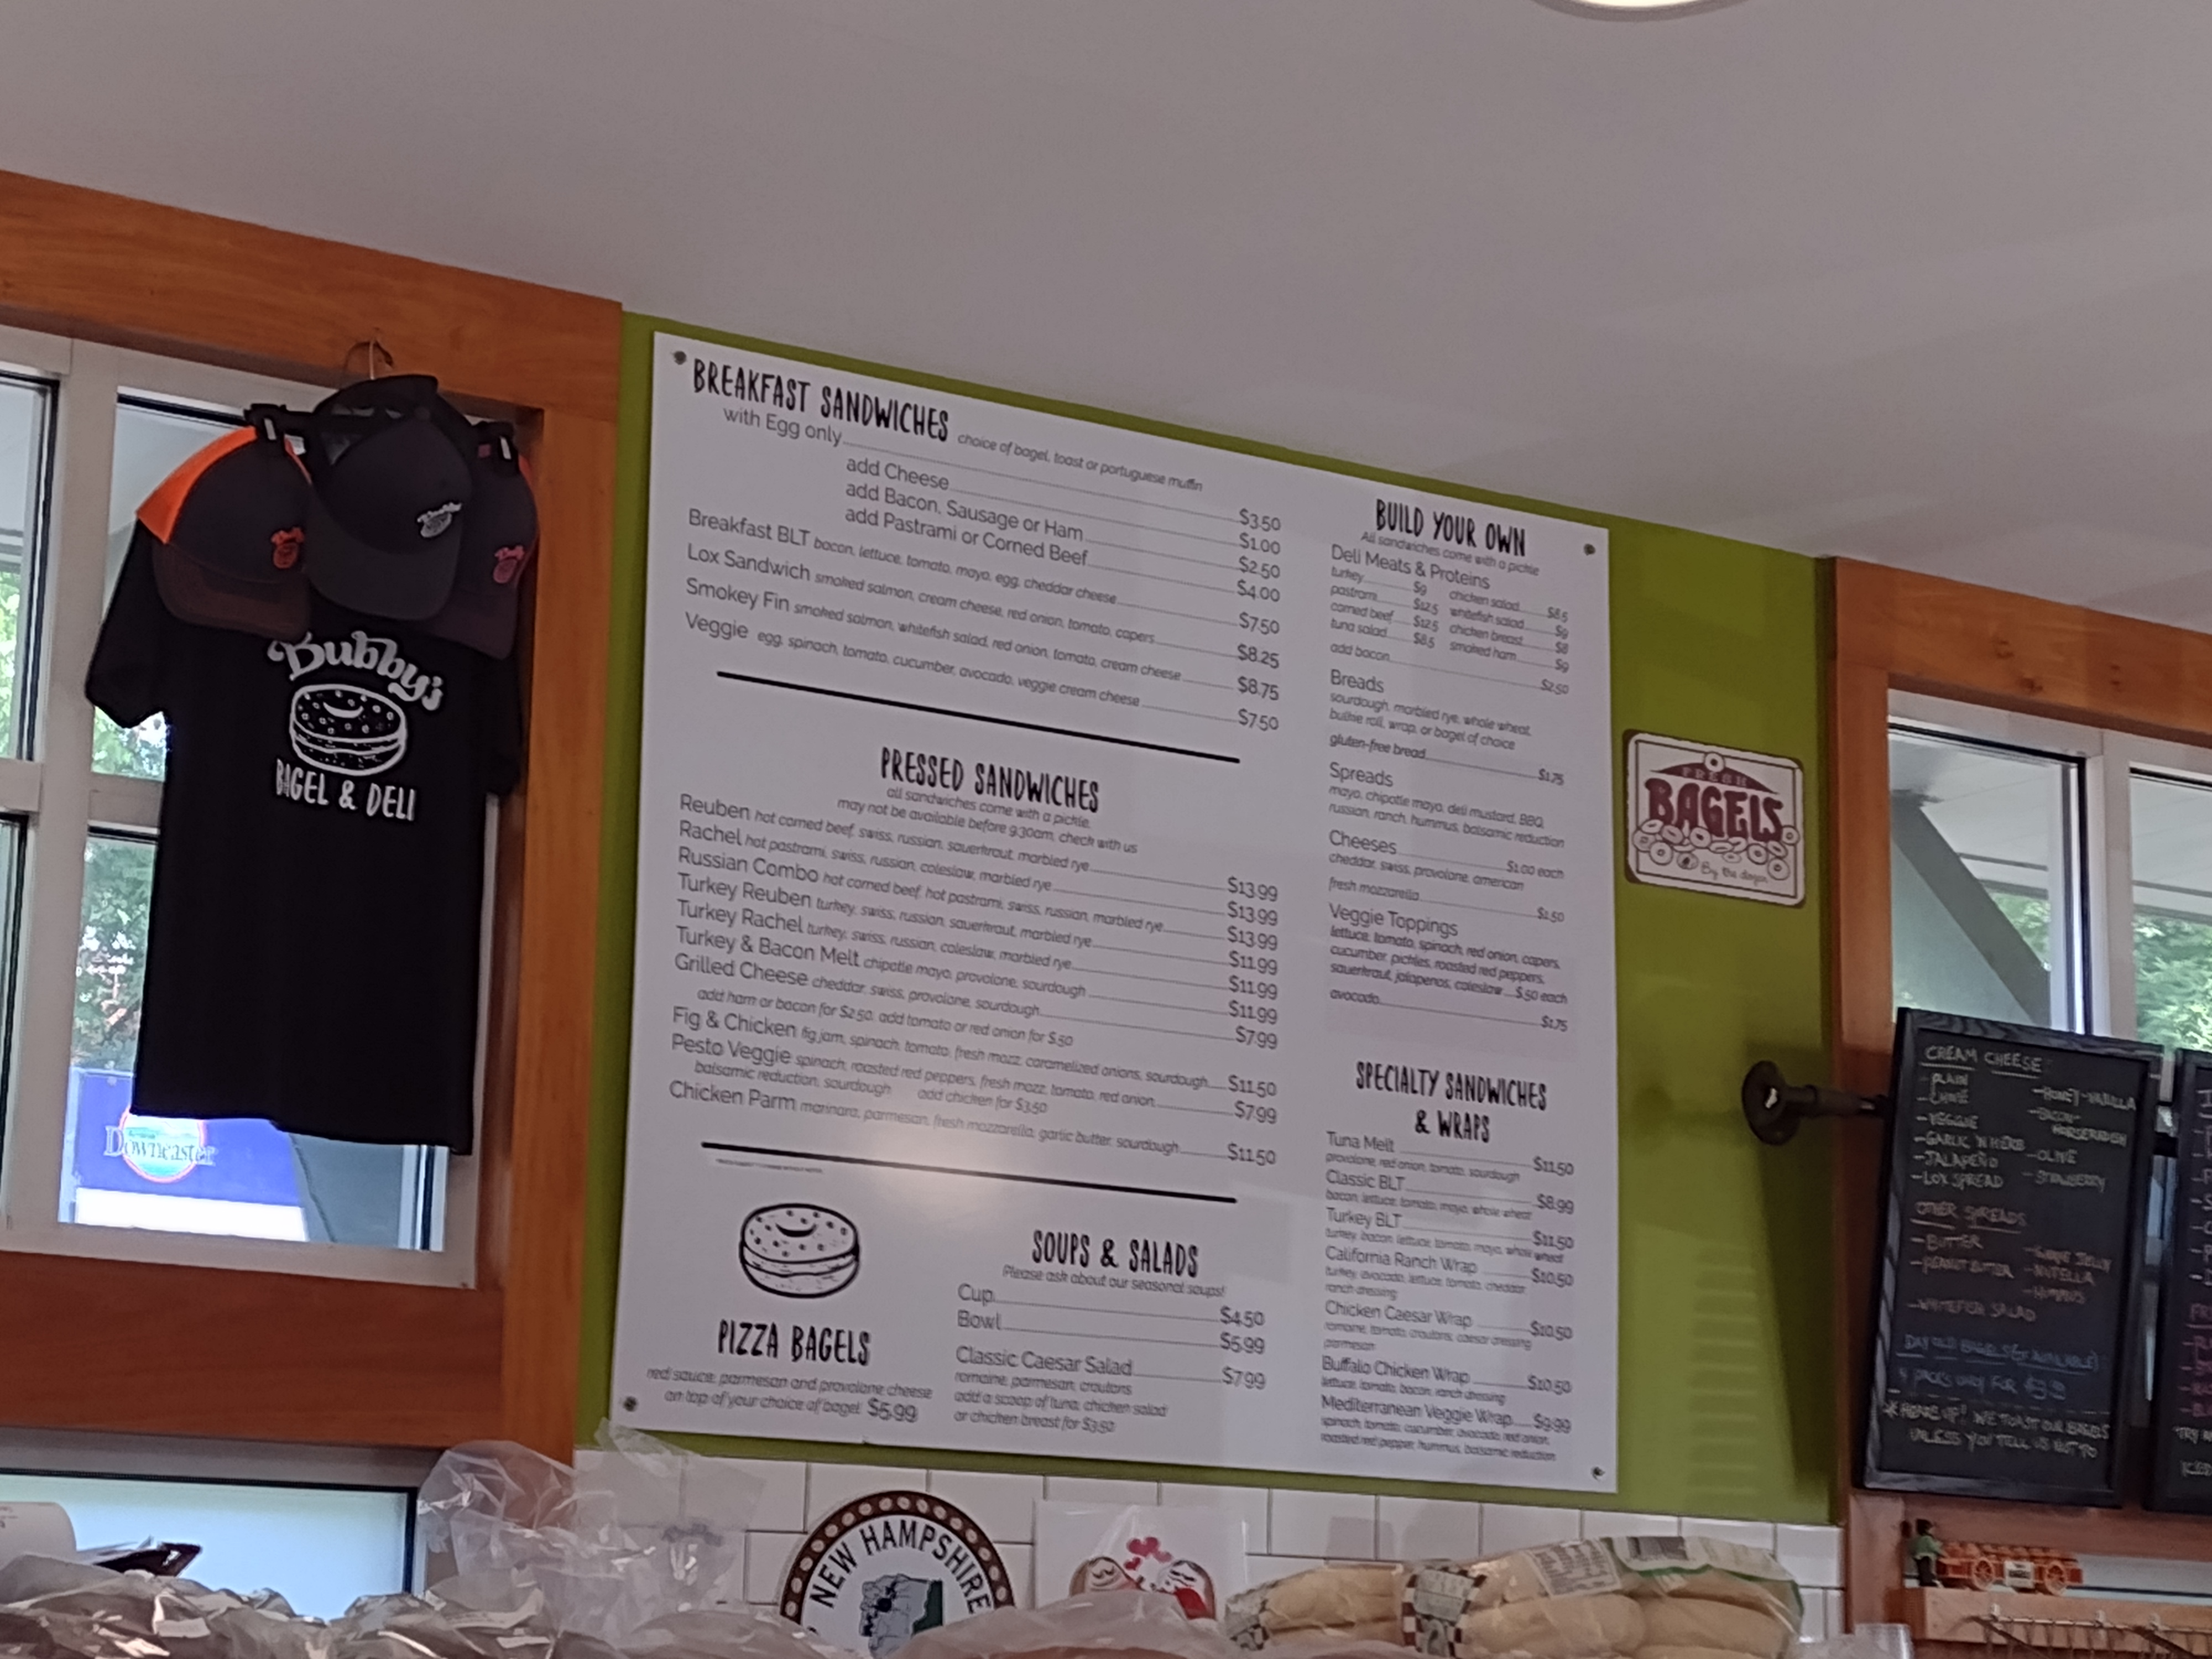 Bubby's
BAGEL & DELI
Downeaster
BREAKFAST SANDWICHES choice of bagel, toast or portuguese muffin
with Egg only $3.50
add Cheese $1.00
add Bacon, Sausage or Ham $2.50
add Pastrami or Corned Beef $4.00
Breakfast BLT bacon, lettuce, tomato, mayo, egg, cheddar cheese $7.50
Lox Sandwich smoked salmon, cream cheese, red onion, tomato, capers $8.25
Smokey Fin smoked salmon, whitefish salad, red onion, tomato, cream cheese $8.75
Veggie egg, spinach, tomato, cucumber, avocado, veggie cream cheese $7.50
PRESSED SANDWICHES
all sandwiches come with a pickle,
may not be available before 9:30am, check with us
Reuben hot corned beef, swiss, russian, sauerkraut, marbled rye $13.99
Rachel hot pastrami, swiss, russian, coleslaw, marbled rye $13.99
Russian Combo hot corned beef, hot pastrami, swiss, russian, marbled rye $13.99
Turkey Reuben turkey, swiss, russian, sauerkraut, marbled rye $11.99
Turkey Rachel turkey, swiss, russian, coleslaw, marbled rye $11.99
Turkey & Bacon Melt chipotle mayo, provolone, sourdough $11.99
Grilled Cheese cheddar, swiss, provolone, sourdough $7.99
add ham or bacon for $2.50, add tomato or red onion for $.50
Fig & Chicken fig jam, spinach, tomato, fresh mozz, caramelized onions, sourdough $11.50
Pesto Veggie spinach, roasted red peppers, fresh mozz, tomato, red onion $7.99
balsamic reduction, sourdough add chicken for $3.50
Chicken Parm marinara, parmesan, fresh mozzarella, garlic butter, sourdough $11.50
PIZZA BAGELS
red sauce, parmesan and provolone cheese
on top of your choice of bagel $5.99
SOUPS & SALADS
Please ask about our seasonal soups!
Cup $4.50
Bowl $5.99
Classic Caesar Salad $7.99
romaine, parmesan, croutons
add a scoop of tuna, chicken salad
or chicken breast for $3.50
BUILD YOUR OWN
All sandwiches come with a pickle
Deli Meats & Proteins
turkey $9 chicken salad $8.5
pastrami $12.5 whitefish salad $9
corned beef $12.5 chicken breast $8
tuna salad $8.5 smoked ham $9
add bacon $2.50
Breads
sourdough, marbled rye, whole wheat,
bulkie roll, wrap, or bagel of choice
gluten-free bread $1.75
Spreads
mayo, chipotle mayo, deli mustard, BBQ,
russian, ranch, hummus, balsamic reduction
Cheeses $1.00 each
cheddar, swiss, provolone, american
fresh mozzarella $1.50
Veggie Toppings
lettuce, tomato, spinach, red onion, capers,
cucumber, pickles, roasted red peppers,
sauerkraut, jalapenos, coleslaw $.50 each
avocado $1.75
SPECIALTY SANDWICHES
& WRAPS
Tuna Melt $11.50
provolone, red onion, tomato, sourdough
Classic BLT $8.99
bacon, lettuce, tomato, mayo, whole wheat
Turkey BLT $11.50
turkey, bacon, lettuce, tomato, mayo, whole wheat
California Ranch Wrap $10.50
turkey, avocado, lettuce, tomato, cheddar
ranch dressing
Chicken Caesar Wrap $10.50
romaine, tomato, croutons, caesar dressing
parmesan
Buffalo Chicken Wrap $10.50
lettuce, tomato, bacon, ranch dressing
Mediterranean Veggie Wrap $9.99
spinach, tomato, cucumber, avocado, red onion,
roasted red pepper, hummus, balsamic reduction
FRESH
BAGELS
By the dozen
CREAM CHEESE:
- PLAIN
- CHIVE
- VEGGIE
- GARLIC 'N HERB
- JALAPEÑO
- LOX SPREAD
- HONEY-VANILLA
- BACON-
HORSERADISH
- OLIVE
- STRAWBERRY
OTHER SPREADS
- BUTTER
- PEANUT BUTTER
- WHITEFISH SALAD
- GRAPE JELLY
- NUTELLA
- HUMMUS
DAY OLD BAGELS (IF AVAILABLE):
PACKS ONLY FOR
HEADS UP! WE TOAST OUR BAGELS
UNLESS YOU TELL US NOT TO
NEW HAMPSHIRE